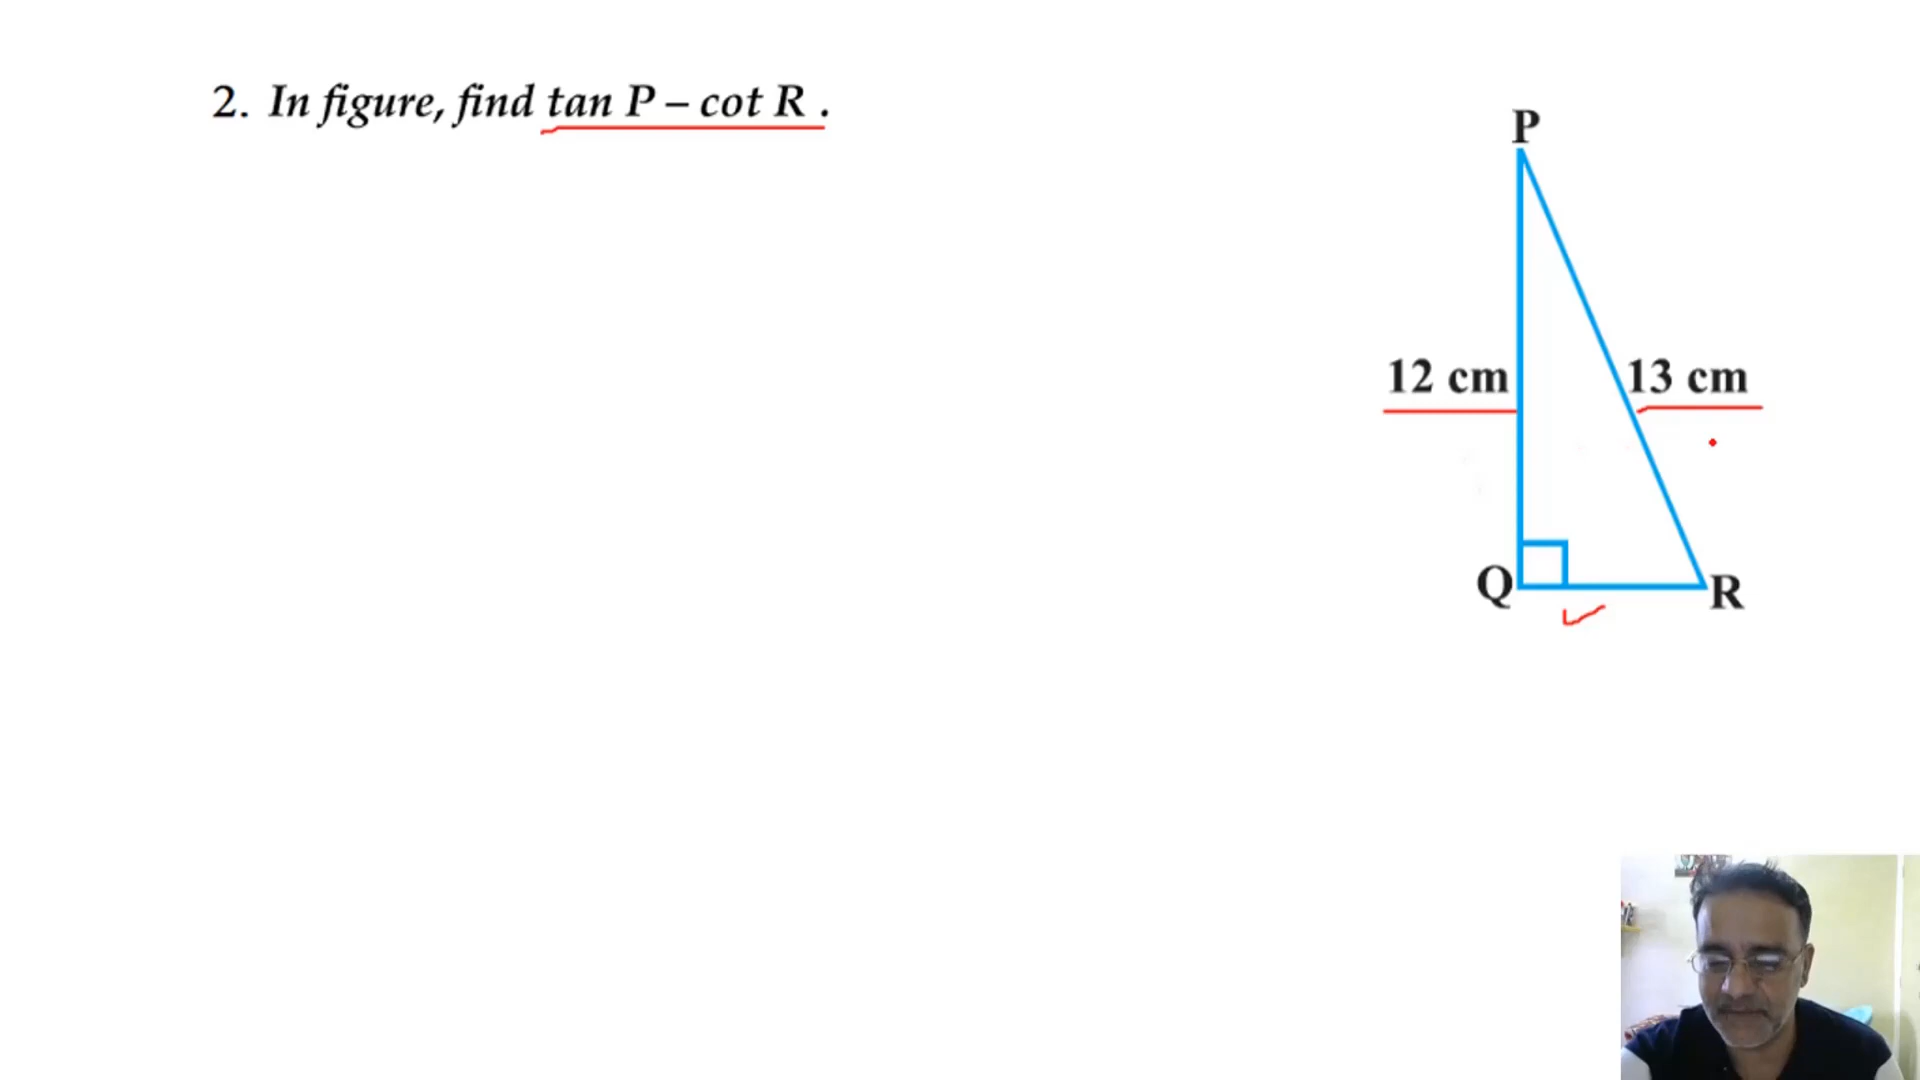 2. In figure, find tan P – cot R .
P
12 cm
13 cm
Q
R